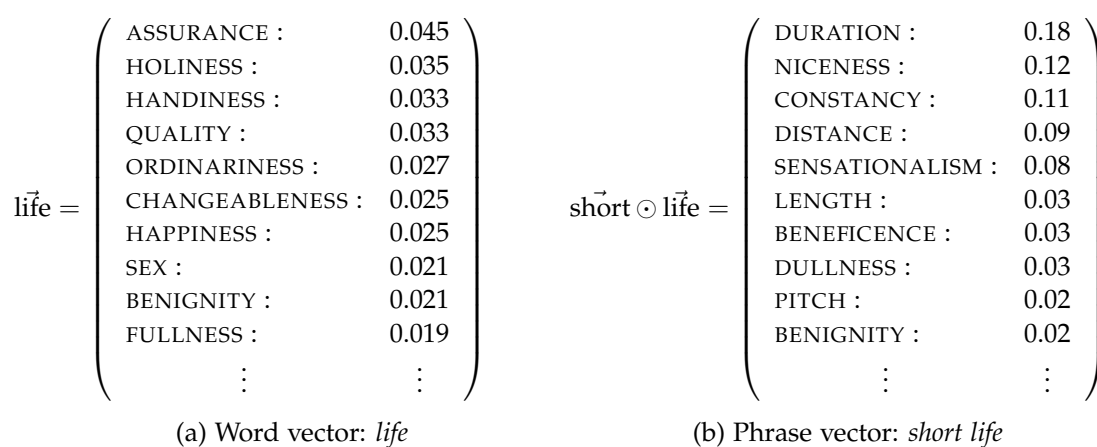 life⃗ =
ASSURANCE : 0.045
HOLINESS : 0.035
HANDINESS : 0.033
QUALITY : 0.033
ORDINARINESS : 0.027
CHANGEABLENESS : 0.025
HAPPINESS : 0.025
SEX : 0.021
BENIGNITY : 0.021
FULLNESS : 0.019
⋮ ⋮
(a) Word vector: life
short⃗ ⊙ life⃗ =
DURATION : 0.18
NICENESS : 0.12
CONSTANCY : 0.11
DISTANCE : 0.09
SENSATIONALISM : 0.08
LENGTH : 0.03
BENEFICENCE : 0.03
DULLNESS : 0.03
PITCH : 0.02
BENIGNITY : 0.02
⋮ ⋮
(b) Phrase vector: short life